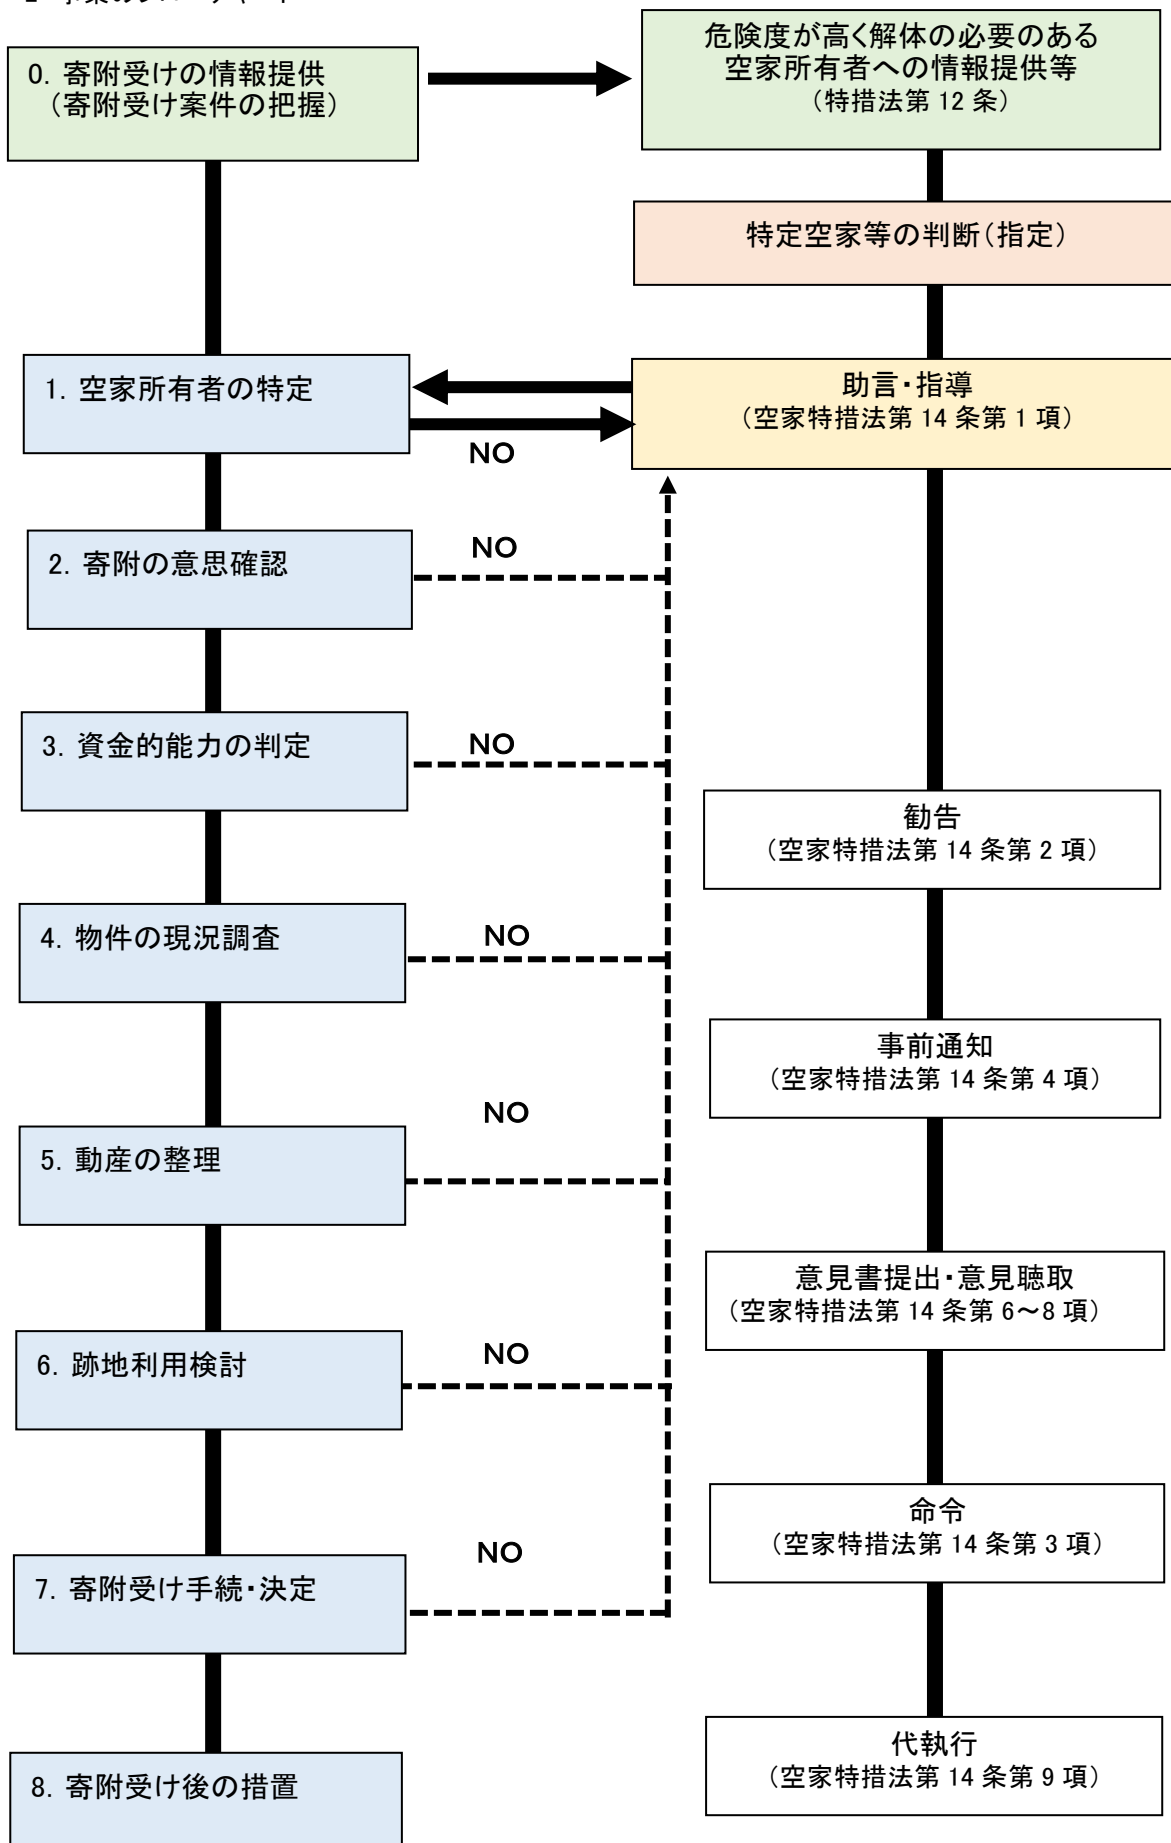 0. 寄附受けの情報提供
（寄附受け案件の把握）
危険度が高く解体の必要のある
空家所有者への情報提供等
（特措法第 12 条）
特定空家等の判断（指定）
1. 空家所有者の特定
助言・指導
（空家特措法第 14 条第 1 項）
NO
2. 寄附の意思確認
NO
3. 資金的能力の判定
NO
勧告
（空家特措法第 14 条第 2 項）
4. 物件の現況調査
NO
事前通知
（空家特措法第 14 条第 4 項）
5. 動産の整理
NO
意見書提出・意見聴取
（空家特措法第 14 条第 6～8 項）
6. 跡地利用検討
NO
命令
（空家特措法第 14 条第 3 項）
7. 寄附受け手続・決定
NO
代執行
（空家特措法第 14 条第 9 項）
8. 寄附受け後の措置